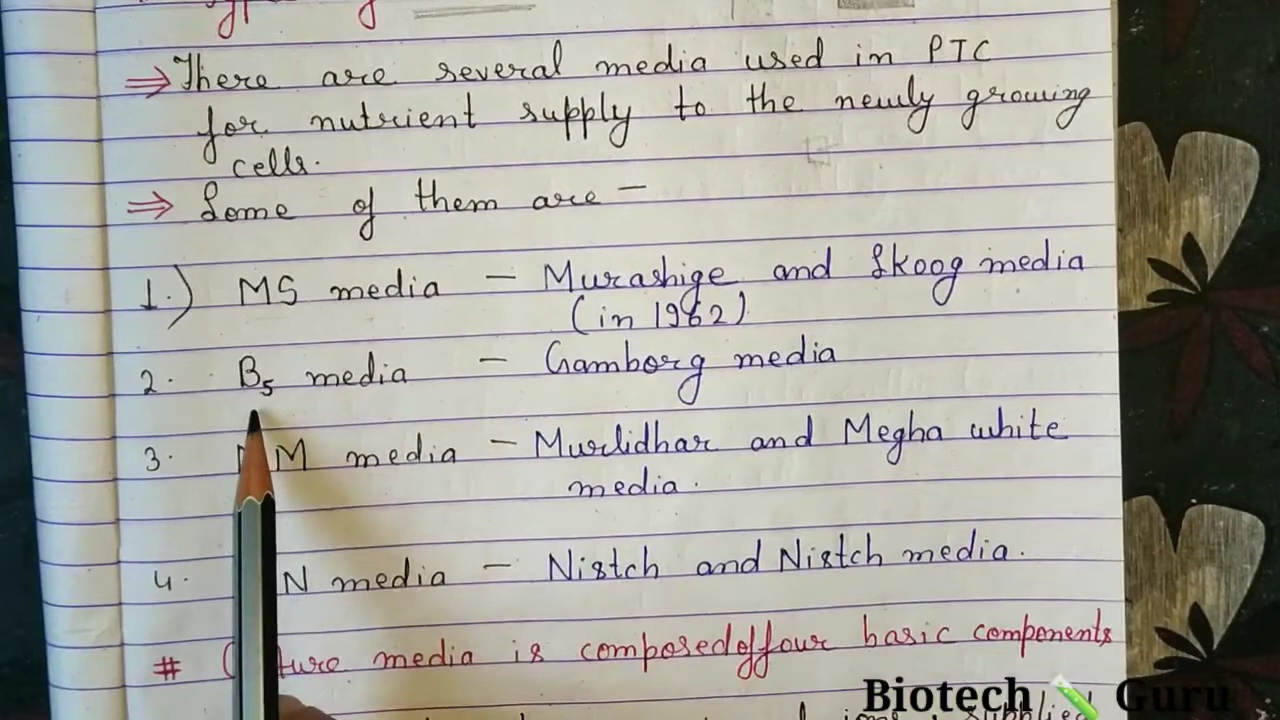 ⇒ There are several media used in PTC
for nutrient supply to the newly growing
cells.
⇒ Some of them are –
1.) MS media – Murashige and Skoog media
(in 1962)
2. B5 media – Gamborg media
3. M media – Murlidhar and Megha white
media.
4. N media – Nistch and Nistch media.
# ture media is composed of four basic components
Biotech Guru